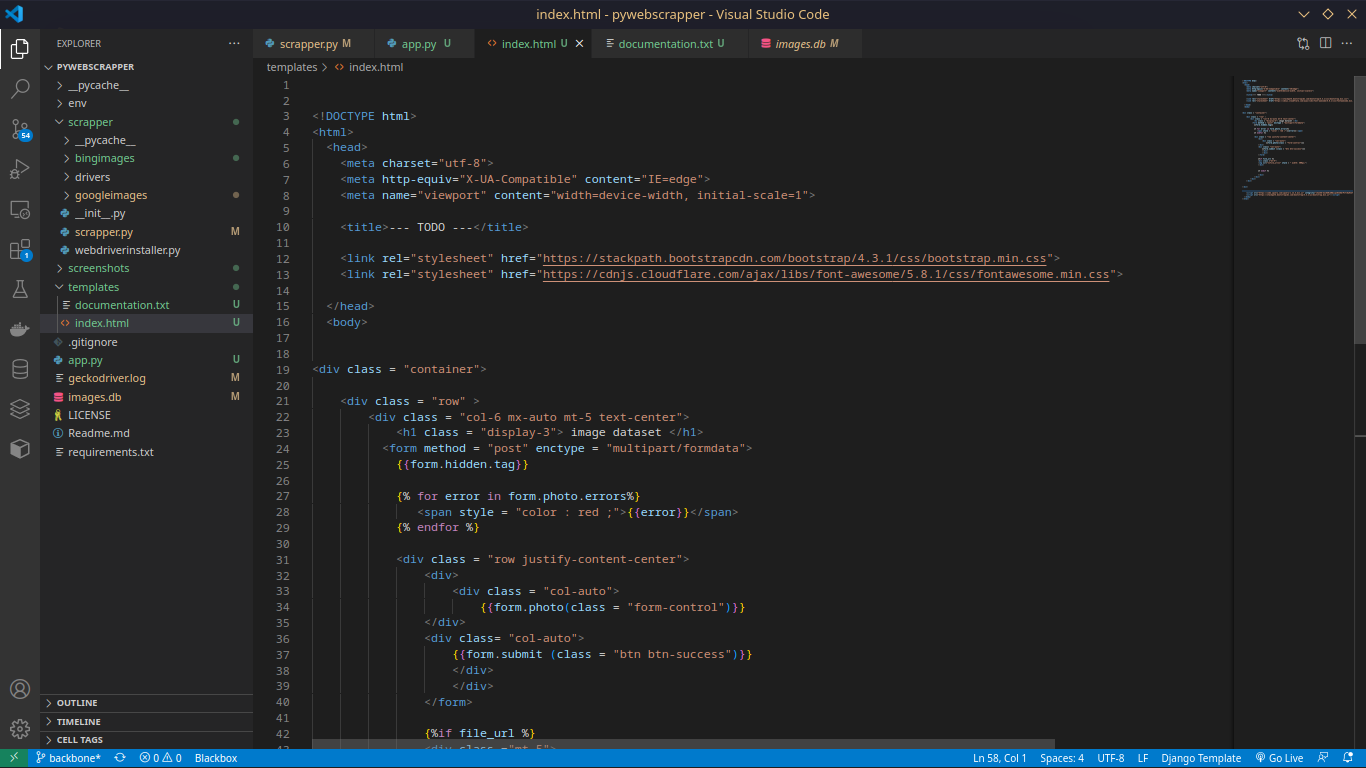 index.html - pywebscrapper - Visual Studio Code
EXPLORER
PYWEBSCRAPPER
__pycache__
env
scrapper
__pycache__
bingimages
drivers
googleimages
__init__.py
scrapper.py M
webdriverinstaller.py
screenshots
templates
documentation.txt U
index.html U
.gitignore
app.py U
geckodriver.log M
images.db M
LICENSE
Readme.md
requirements.txt
OUTLINE
TIMELINE
CELL TAGS
54
1
scrapper.py M app.py U index.html U documentation.txt U images.db M
templates > index.html
1
2
3 <!DOCTYPE html>
4 <html>
5 <head>
6 <meta charset="utf-8">
7 <meta http-equiv="X-UA-Compatible" content="IE=edge">
8 <meta name="viewport" content="width=device-width, initial-scale=1">
9
10 <title>--- TODO ---</title>
11
12 <link rel="stylesheet" href="https://stackpath.bootstrapcdn.com/bootstrap/4.3.1/css/bootstrap.min.css">
13 <link rel="stylesheet" href="https://cdnjs.cloudflare.com/ajax/libs/font-awesome/5.8.1/css/fontawesome.min.css">
14
15 </head>
16 <body>
17
18
19 <div class = "container">
20
21 <div class = "row" >
22 <div class = "col-6 mx-auto mt-5 text-center">
23 <h1 class = "display-3"> image dataset </h1>
24 <form method = "post" enctype = "multipart/formdata">
25 {{form.hidden.tag}}
26
27 {% for error in form.photo.errors%}
28 <span style = "color : red ;">{{error}}</span>
29 {% endfor %}
30
31 <div class = "row justify-content-center">
32 <div>
33 <div class = "col-auto">
34 {{form.photo(class = "form-control")}}
35 </div>
36 <div class= "col-auto">
37 {{form.submit (class = "btn btn-success")}}
38 </div>
39 </div>
40 </form>
41
42 {%if file_url %}
43 <div class ="mt-5">
backbone* 0 0 Blackbox Ln 58, Col 1 Spaces: 4 UTF-8 LF Django Template Go Live